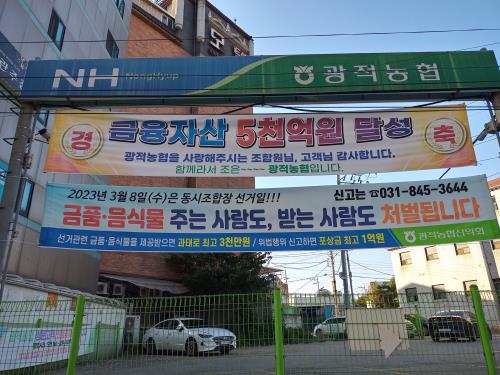 NH NongHyup 광적농협
경 금융자산 5천억원 달성 축
광적농협을 사랑해주시는 조합원님, 고객님 감사합니다.
함께라서 조은~~~~ 광적농협입니다.
2023년 3월 8일(수)은 동시조합장 선거일!!! 신고는 ☎031-845-3644
금품·음식물 주는 사람도, 받는 사람도 처벌됩니다
선거관련 금품·음식물을 제공받으면 과태료 최고 3천만원 / 위법행위 신고하면 포상금 최고 1억원
광적농협선의회